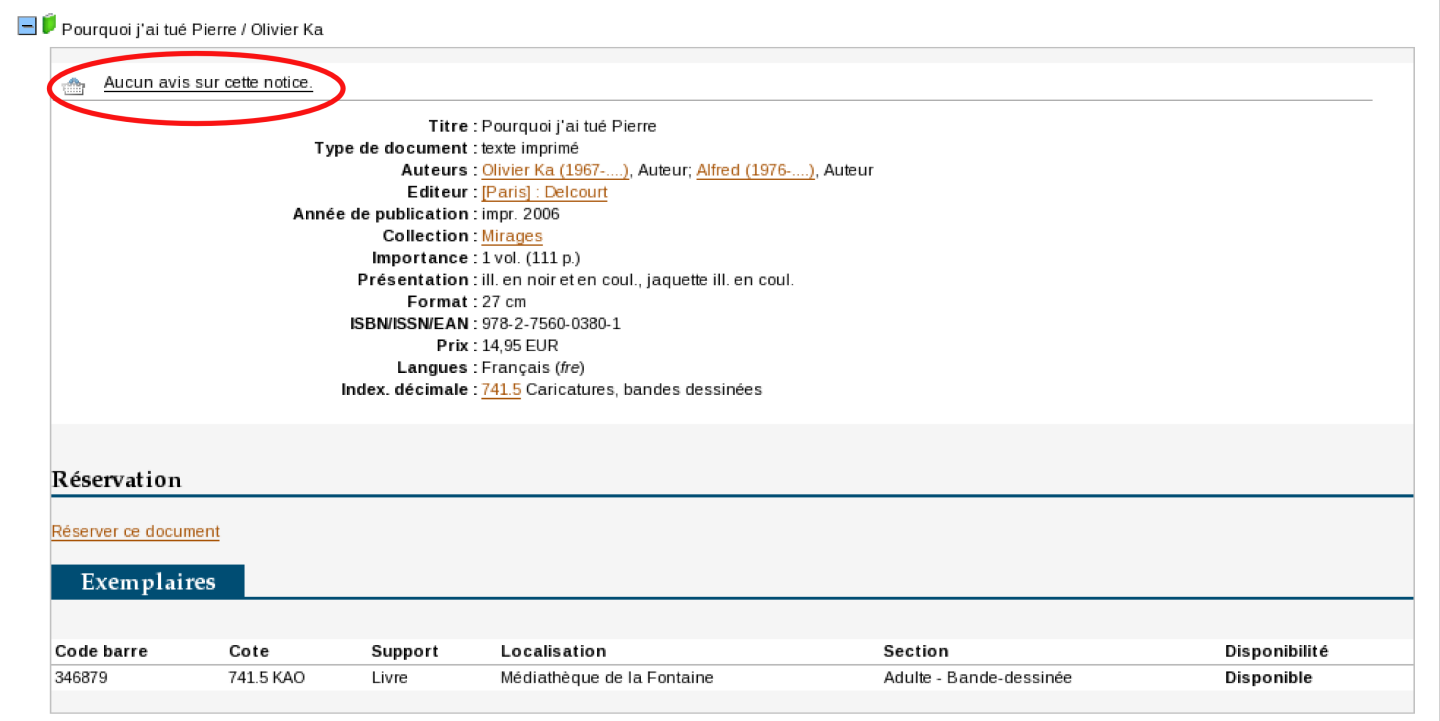 Pourquoi j'ai tué Pierre / Olivier Ka
Aucun avis sur cette notice.
Titre : Pourquoi j'ai tué Pierre
Type de document : texte imprimé
Auteurs : Olivier Ka (1967-....), Auteur; Alfred (1976-....), Auteur
Editeur : [Paris] : Delcourt
Année de publication : impr. 2006
Collection : Mirages
Importance : 1 vol. (111 p.)
Présentation : ill. en noir et en coul., jaquette ill. en coul.
Format : 27 cm
ISBN/ISSN/EAN : 978-2-7560-0380-1
Prix : 14,95 EUR
Langues : Français (fre)
Index. décimale : 741.5 Caricatures, bandes dessinées
Réservation
Réserver ce document
Exemplaires
Code barre Cote Support Localisation Section Disponibilité
346879 741.5 KAO Livre Médiathèque de la Fontaine Adulte - Bande-dessinée Disponible